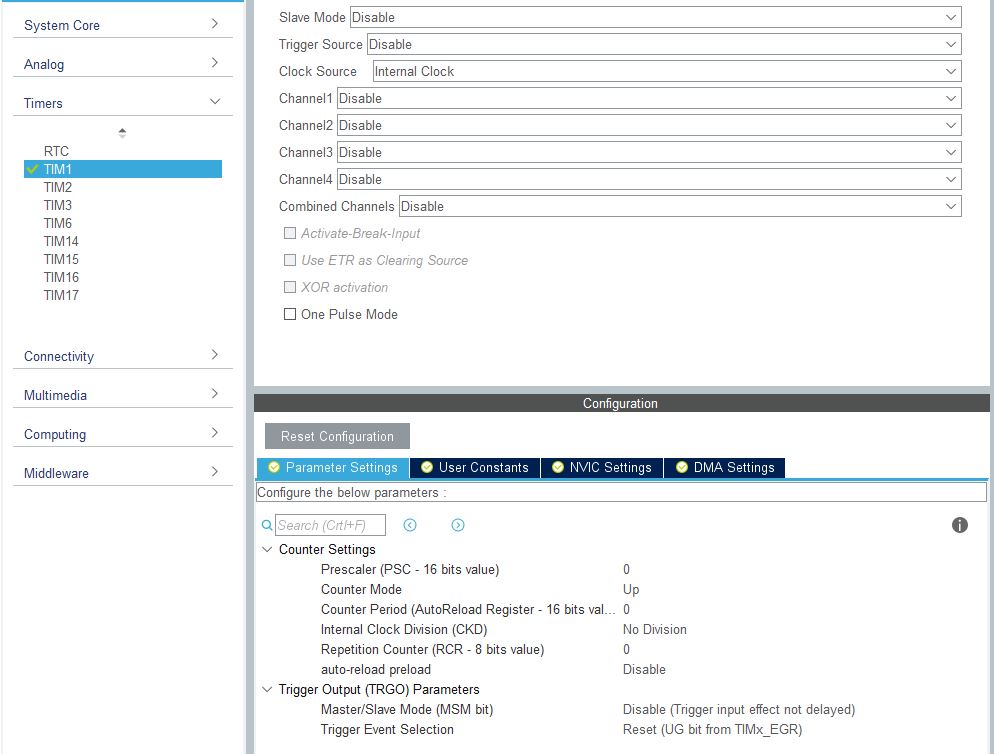 System Core
Analog
Timers
RTC
TIM1
TIM2
TIM3
TIM6
TIM14
TIM15
TIM16
TIM17
Connectivity
Multimedia
Computing
Middleware
Slave Mode Disable
Trigger Source Disable
Clock Source Internal Clock
Channel1 Disable
Channel2 Disable
Channel3 Disable
Channel4 Disable
Combined Channels Disable
Activate-Break-Input
Use ETR as Clearing Source
XOR activation
One Pulse Mode
Configuration
Reset Configuration
Parameter Settings User Constants NVIC Settings DMA Settings
Configure the below parameters :
Search (Crtl+F)
Counter Settings
Prescaler (PSC - 16 bits value) 0
Counter Mode Up
Counter Period (AutoReload Register - 16 bits val... 0
Internal Clock Division (CKD) No Division
Repetition Counter (RCR - 8 bits value) 0
auto-reload preload Disable
Trigger Output (TRGO) Parameters
Master/Slave Mode (MSM bit) Disable (Trigger input effect not delayed)
Trigger Event Selection Reset (UG bit from TIMx_EGR)